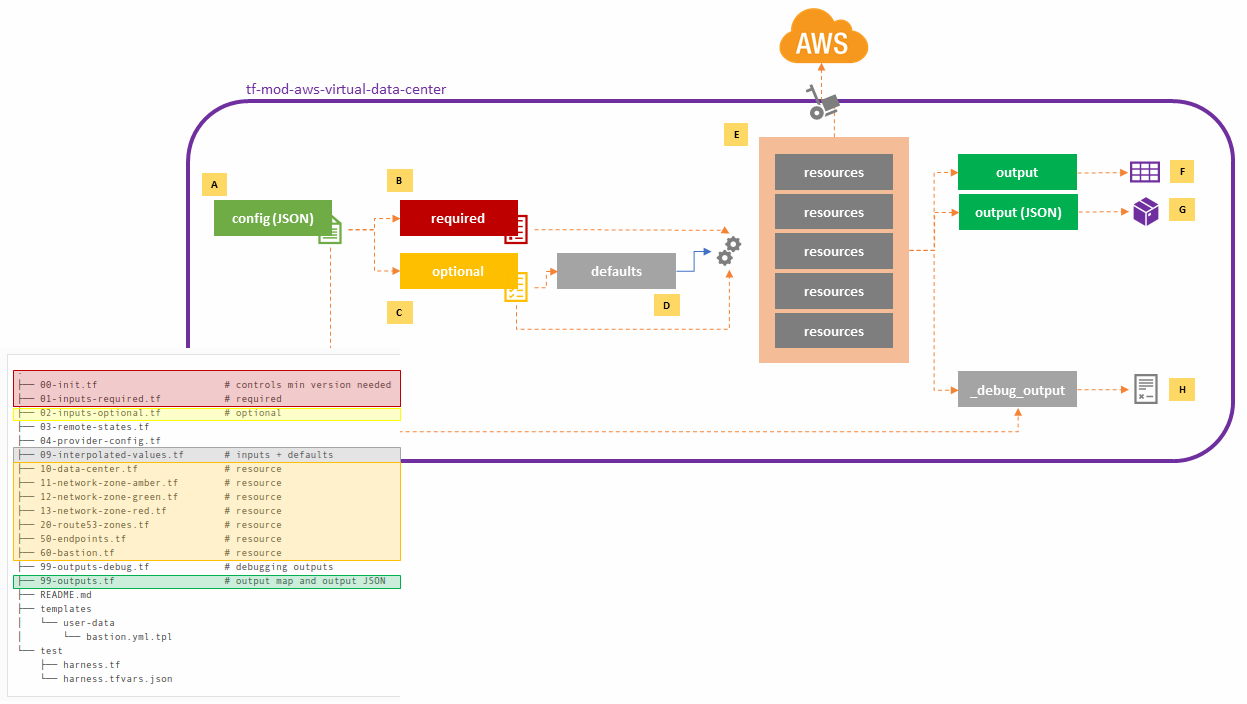 AWS
tf-mod-aws-virtual-data-center
E
A
B
config (JSON)
required
optional
defaults
C
D
resources
resources
resources
resources
resources
output
F
output (JSON)
G
_debug_output
H
.
├── 00-init.tf # controls min version needed
├── 01-inputs-required.tf # required
├── 02-inputs-optional.tf # optional
├── 03-remote-states.tf
├── 04-provider-config.tf
├── 09-interpolated-values.tf # inputs + defaults
├── 10-data-center.tf # resource
├── 11-network-zone-amber.tf # resource
├── 12-network-zone-green.tf # resource
├── 13-network-zone-red.tf # resource
├── 20-route53-zones.tf # resource
├── 50-endpoints.tf # resource
├── 60-bastion.tf # resource
├── 99-outputs-debug.tf # debugging outputs
├── 99-outputs.tf # output map and output JSON
├── README.md
├── templates
│   └── user-data
│       └── bastion.yml.tpl
└── test
    ├── harness.tf
    └── harness.tfvars.json